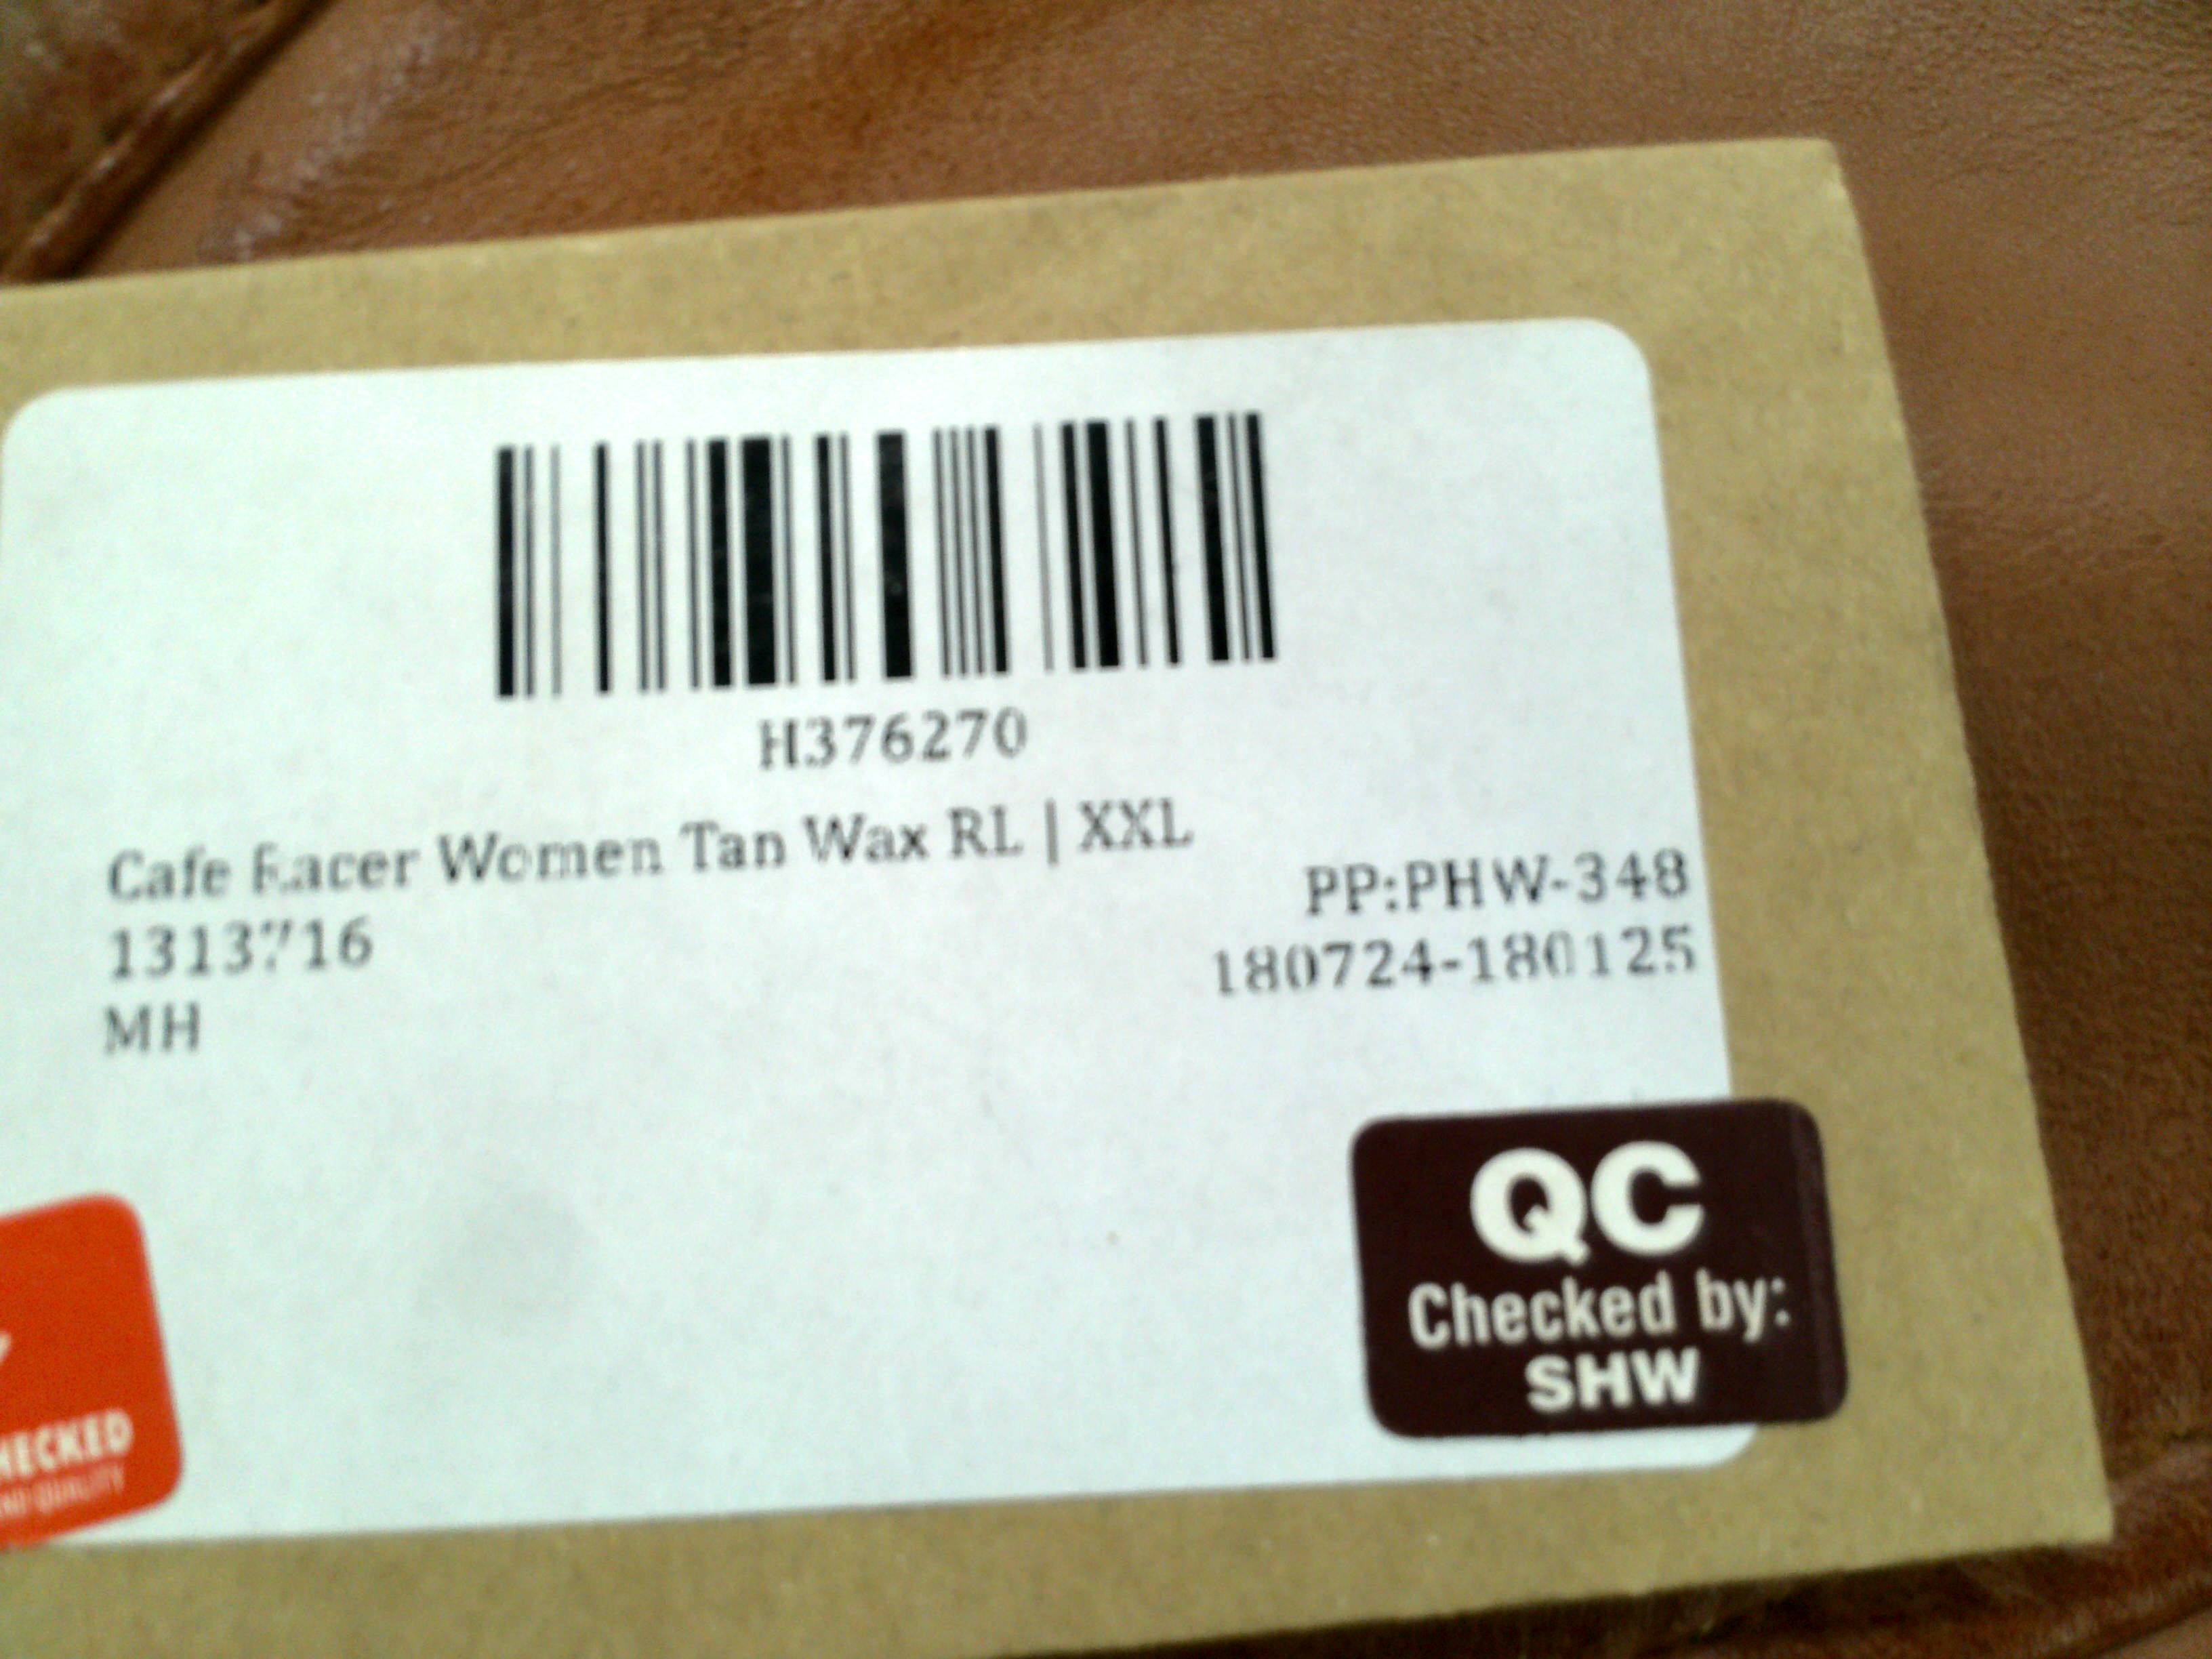 H376270
Cafe Racer Women Tan Wax RL | XXL
PP:PHW-348
1313716
180724-180125
MH
QC
Checked by:
SHW
HECKED
QUALITY